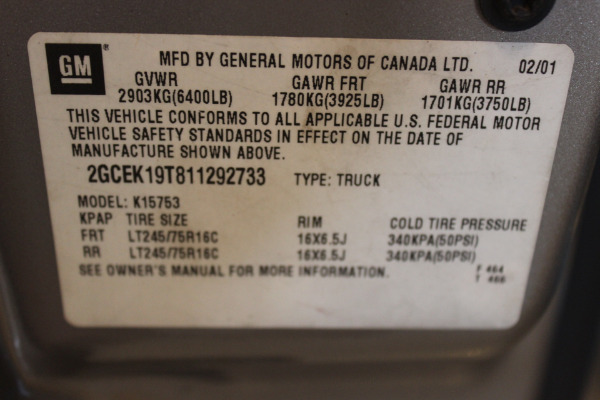 GM MFD BY GENERAL MOTORS OF CANADA LTD. 02/01
GVWR GAWR FRT GAWR RR
2903KG(6400LB) 1780KG(3925LB) 1701KG(3750LB)
THIS VEHICLE CONFORMS TO ALL APPLICABLE U.S. FEDERAL MOTOR
VEHICLE SAFETY STANDARDS IN EFFECT ON THE DATE OF
MANUFACTURE SHOWN ABOVE.
2GCEK19T811292733 TYPE: TRUCK
MODEL: K15753
KPAP TIRE SIZE RIM COLD TIRE PRESSURE
FRT LT245/75R16C 16X6.5J 340KPA(50PSI)
RR LT245/75R16C 16X6.5J 340KPA(50PSI)
SEE OWNER'S MANUAL FOR MORE INFORMATION. F 464
T 466